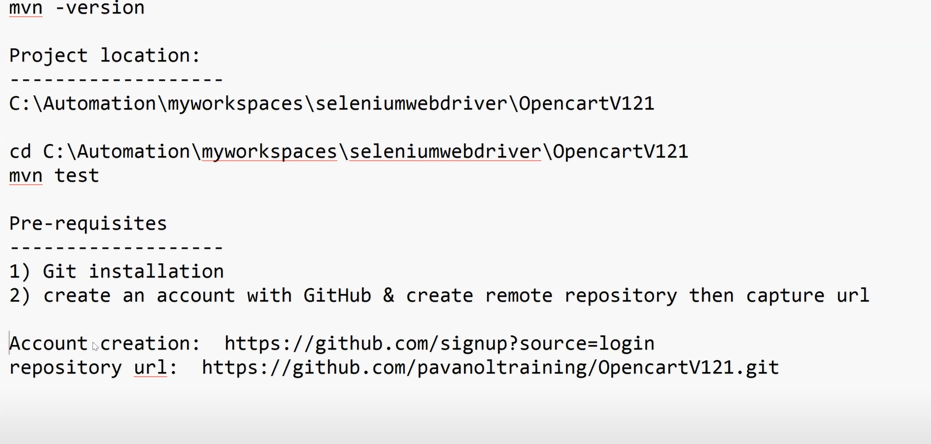 mvn -version
Project location:
-------------------
C:\Automation\myworkspaces\seleniumwebdriver\OpencartV121
cd C:\Automation\myworkspaces\seleniumwebdriver\OpencartV121
mvn test
Pre-requisites
-------------------
1) Git installation
2) create an account with GitHub & create remote repository then capture url
Account creation:  https://github.com/signup?source=login
repository url:  https://github.com/pavanoltraining/OpencartV121.git